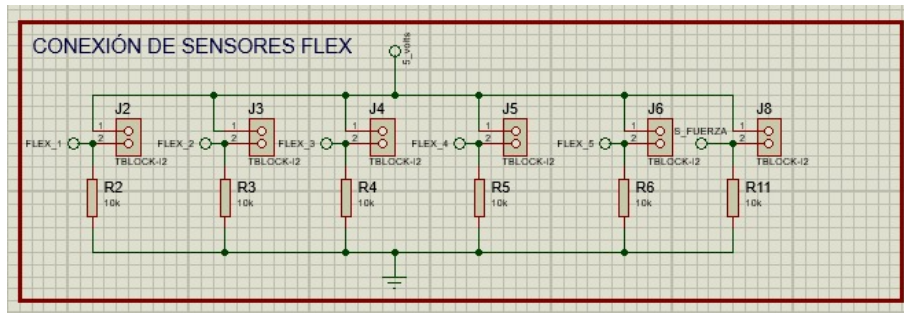 CONEXIÓN DE SENSORES FLEX
5_volts
J2
J3
J4
J5
J6
J8
1
1
1
1
1
1
S_FUERZA
FLEX_1
2
FLEX_2
2
FLEX_3
2
FLEX_4
2
FLEX_5
2
2
TBLOCK-I2
TBLOCK-I2
TBLOCK-I2
TBLOCK-I2
TBLOCK-I2
TBLOCK-I2
R2
R3
R4
R5
R6
R11
10k
10k
10k
10k
10k
10k